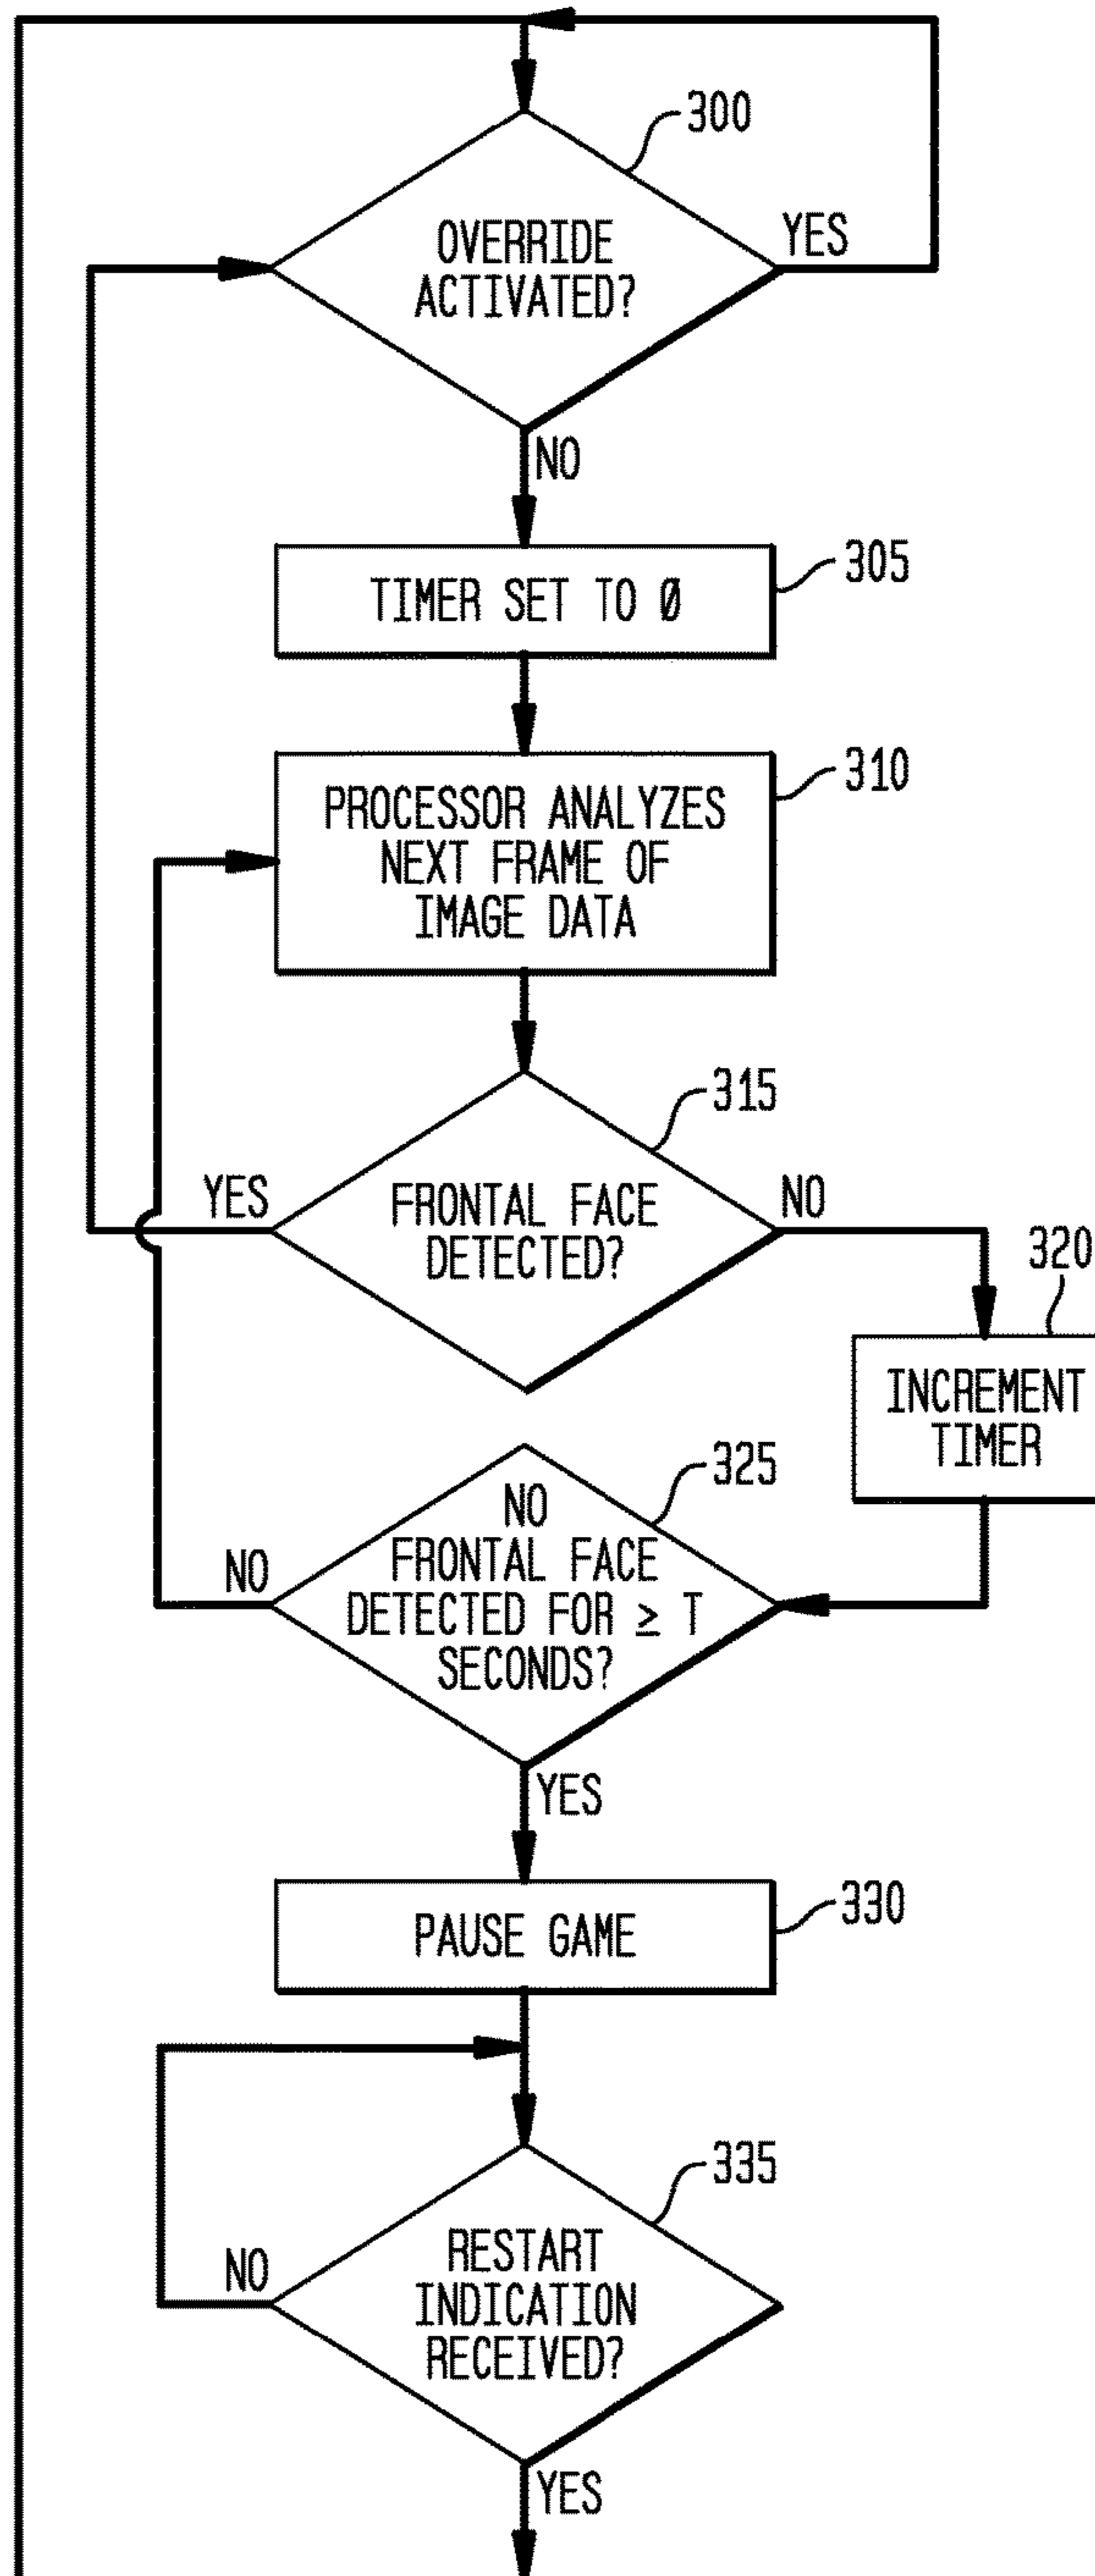 300
OVERRIDE
ACTIVATED?
YES
NO
305
TIMER SET TO Ø
310
PROCESSOR ANALYZES
NEXT FRAME OF
IMAGE DATA
315
YES
FRONTAL FACE
DETECTED?
NO
320
INCREMENT
TIMER
325
NO
NO
FRONTAL FACE
DETECTED FOR ≥ T
SECONDS?
YES
330
PAUSE GAME
335
NO
RESTART
INDICATION
RECEIVED?
YES